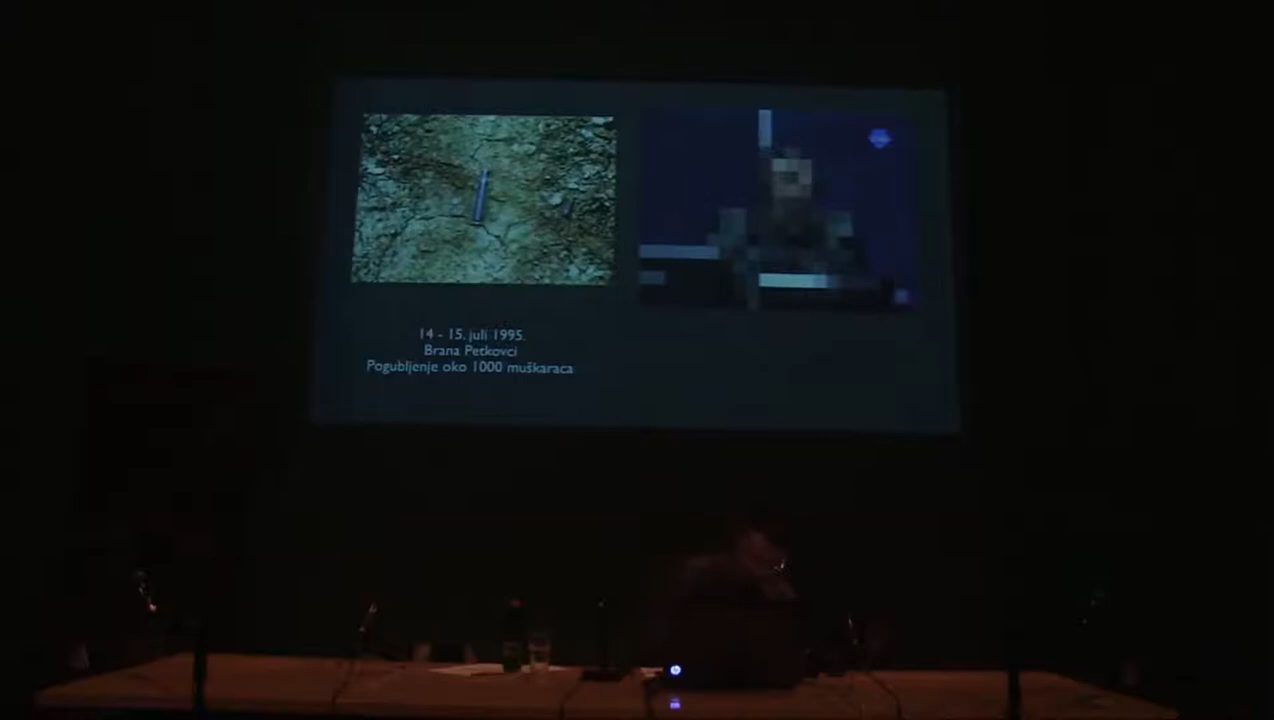 14 - 15. juli 1995.
Brana Petkovci
Pogubljenje oko 1000 muškaraca